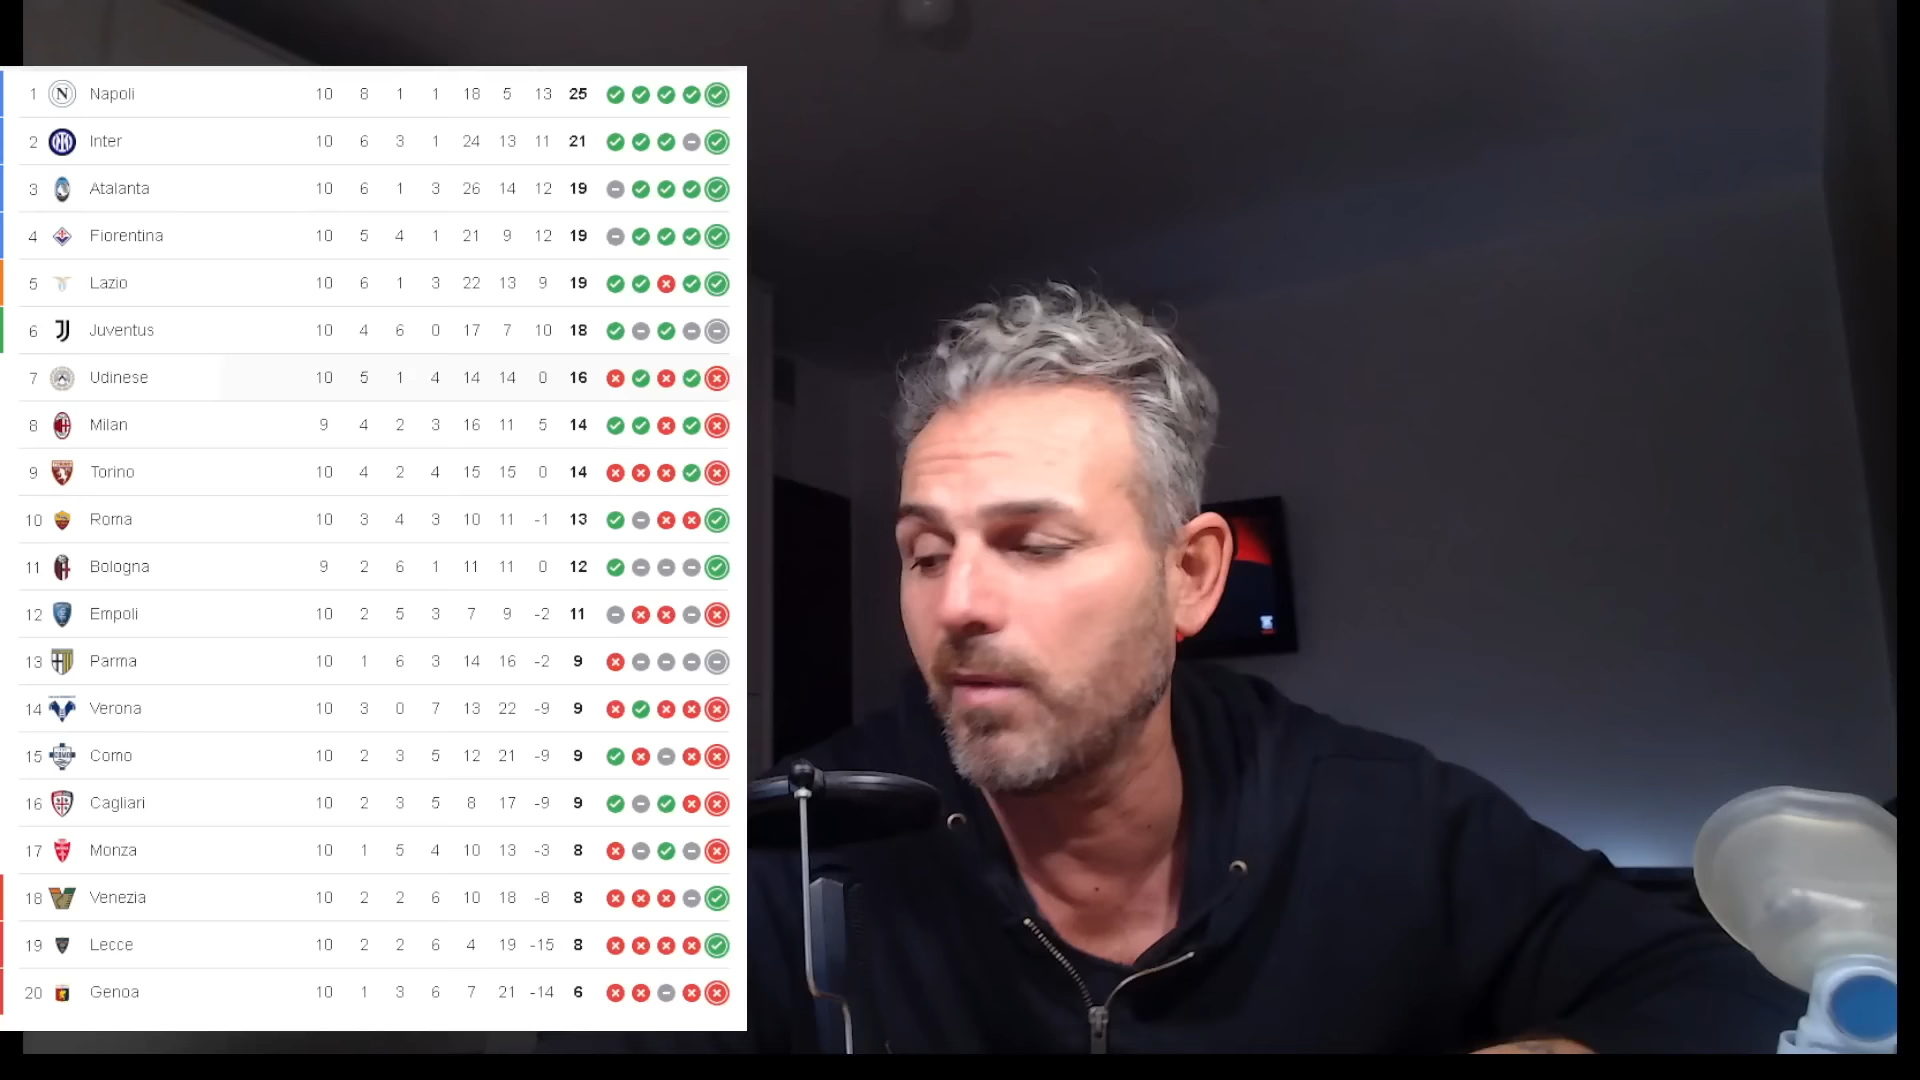 1 Napoli 10 8 1 1 18 5 13 25
2 Inter 10 6 3 1 24 13 11 21
3 Atalanta 10 6 1 3 26 14 12 19
4 Fiorentina 10 5 4 1 21 9 12 19
5 Lazio 10 6 1 3 22 13 9 19
6 Juventus 10 4 6 0 17 7 10 18
7 Udinese 10 5 1 4 14 14 0 16
8 Milan 9 4 2 3 16 11 5 14
9 Torino 10 4 2 4 15 15 0 14
10 Roma 10 3 4 3 10 11 -1 13
11 Bologna 9 2 6 1 11 11 0 12
12 Empoli 10 2 5 3 7 9 -2 11
13 Parma 10 1 6 3 14 16 -2 9
14 Verona 10 3 0 7 13 22 -9 9
15 Como 10 2 3 5 12 21 -9 9
16 Cagliari 10 2 3 5 8 17 -9 9
17 Monza 10 1 5 4 10 13 -3 8
18 Venezia 10 2 2 6 10 18 -8 8
19 Lecce 10 2 2 6 4 19 -15 8
20 Genoa 10 1 3 6 7 21 -14 6